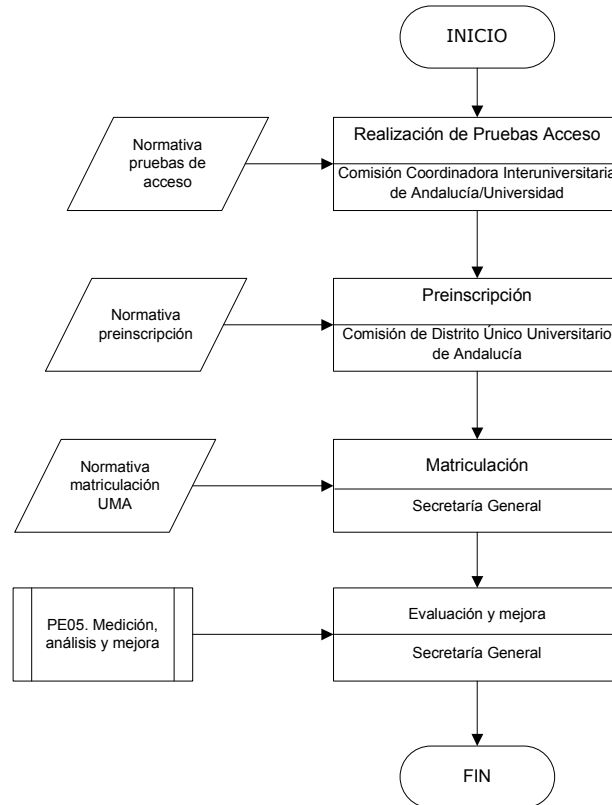 INICIO
Normativa
pruebas de
acceso
Realización de Pruebas Acceso
Comisión Coordinadora Interuniversitaria
de Andalucía/Universidad
Normativa
preinscripción
Preinscripción
Comisión de Distrito Único Universitario
de Andalucía
Normativa
matriculación
UMA
Matriculación
Secretaría General
PE05. Medición,
análisis y mejora
Evaluación y mejora
Secretaría General
FIN